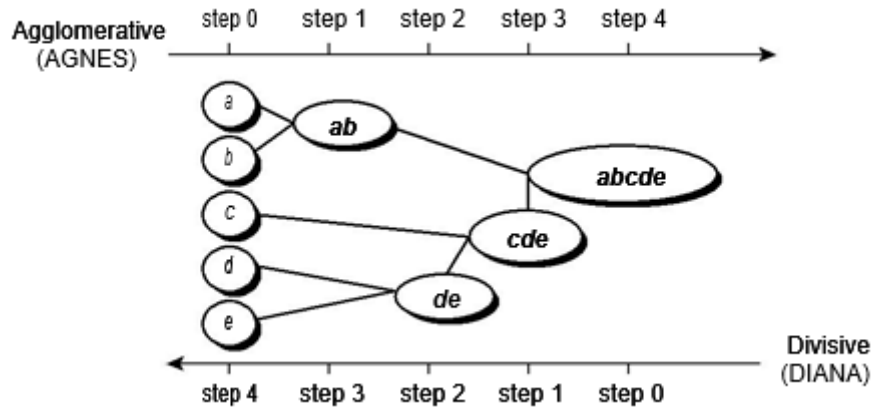 Agglomerative
(AGNES)
step 0 step 1 step 2 step 3 step 4
a
b
ab
abcde
c
cde
d
de
e
Divisive
(DIANA)
step 4 step 3 step 2 step 1 step 0